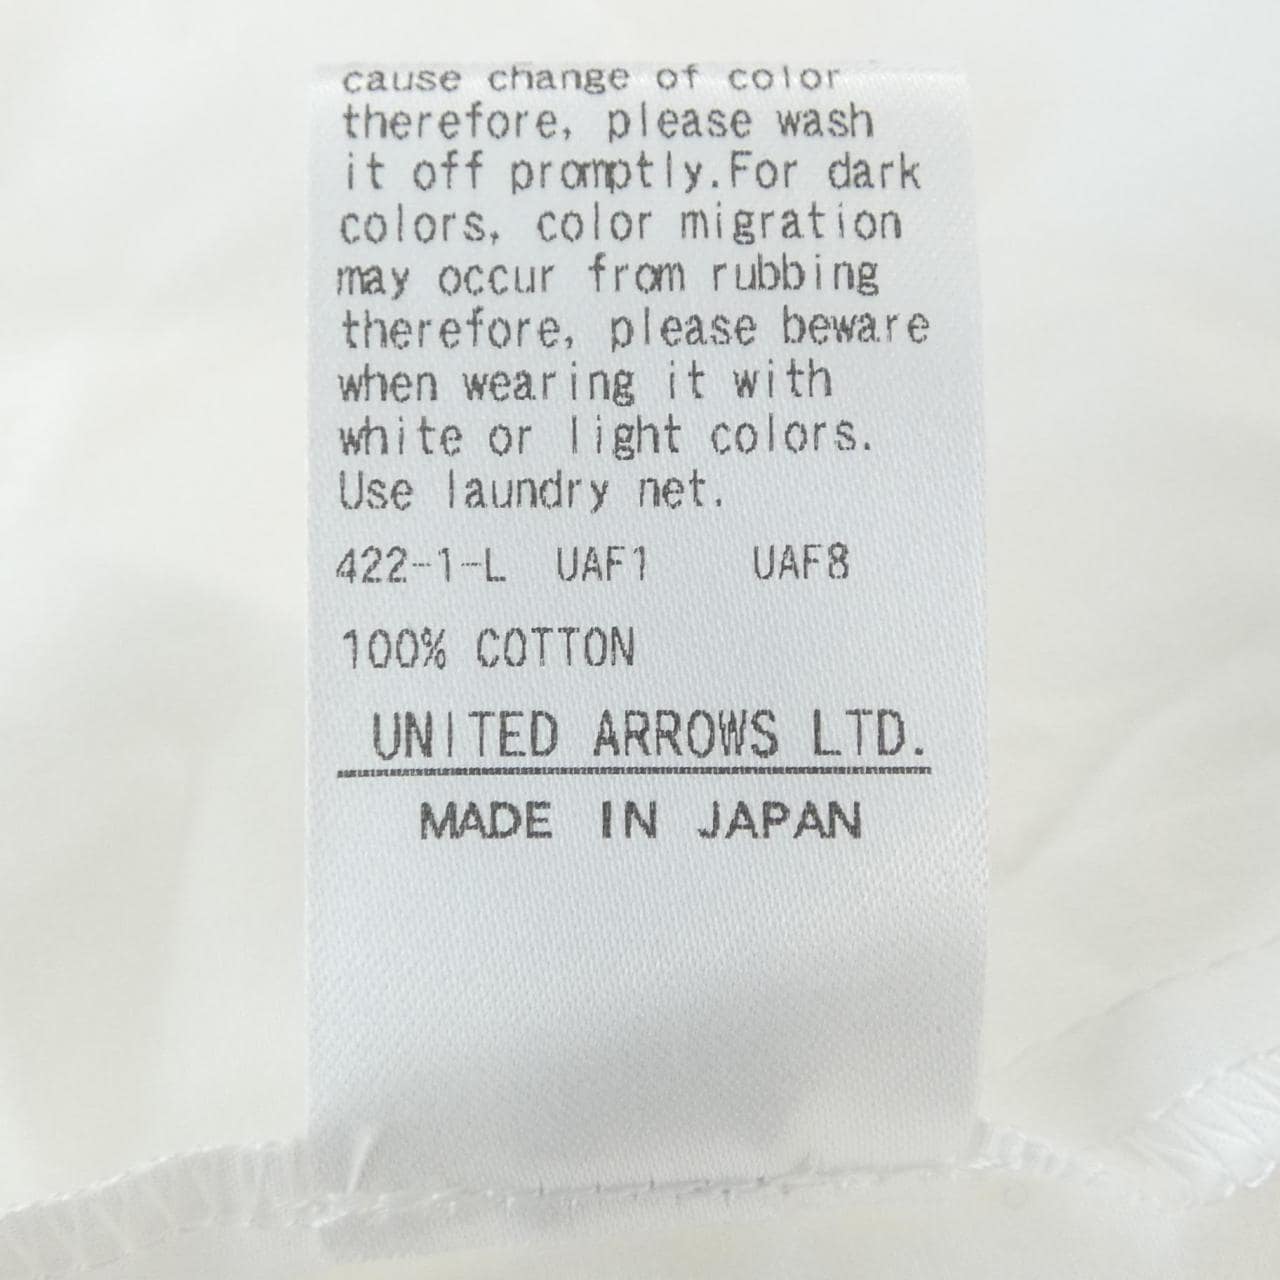 cause change of color
therefore, please wash
it off promptly.For dark
colors, color migration
may occur from rubbing
therefore, please beware
when wearing it with
white or light colors.
Use laundry net.
422-1-L UAF1 UAF8
100% COTTON
UNITED ARROWS LTD.
MADE IN JAPAN